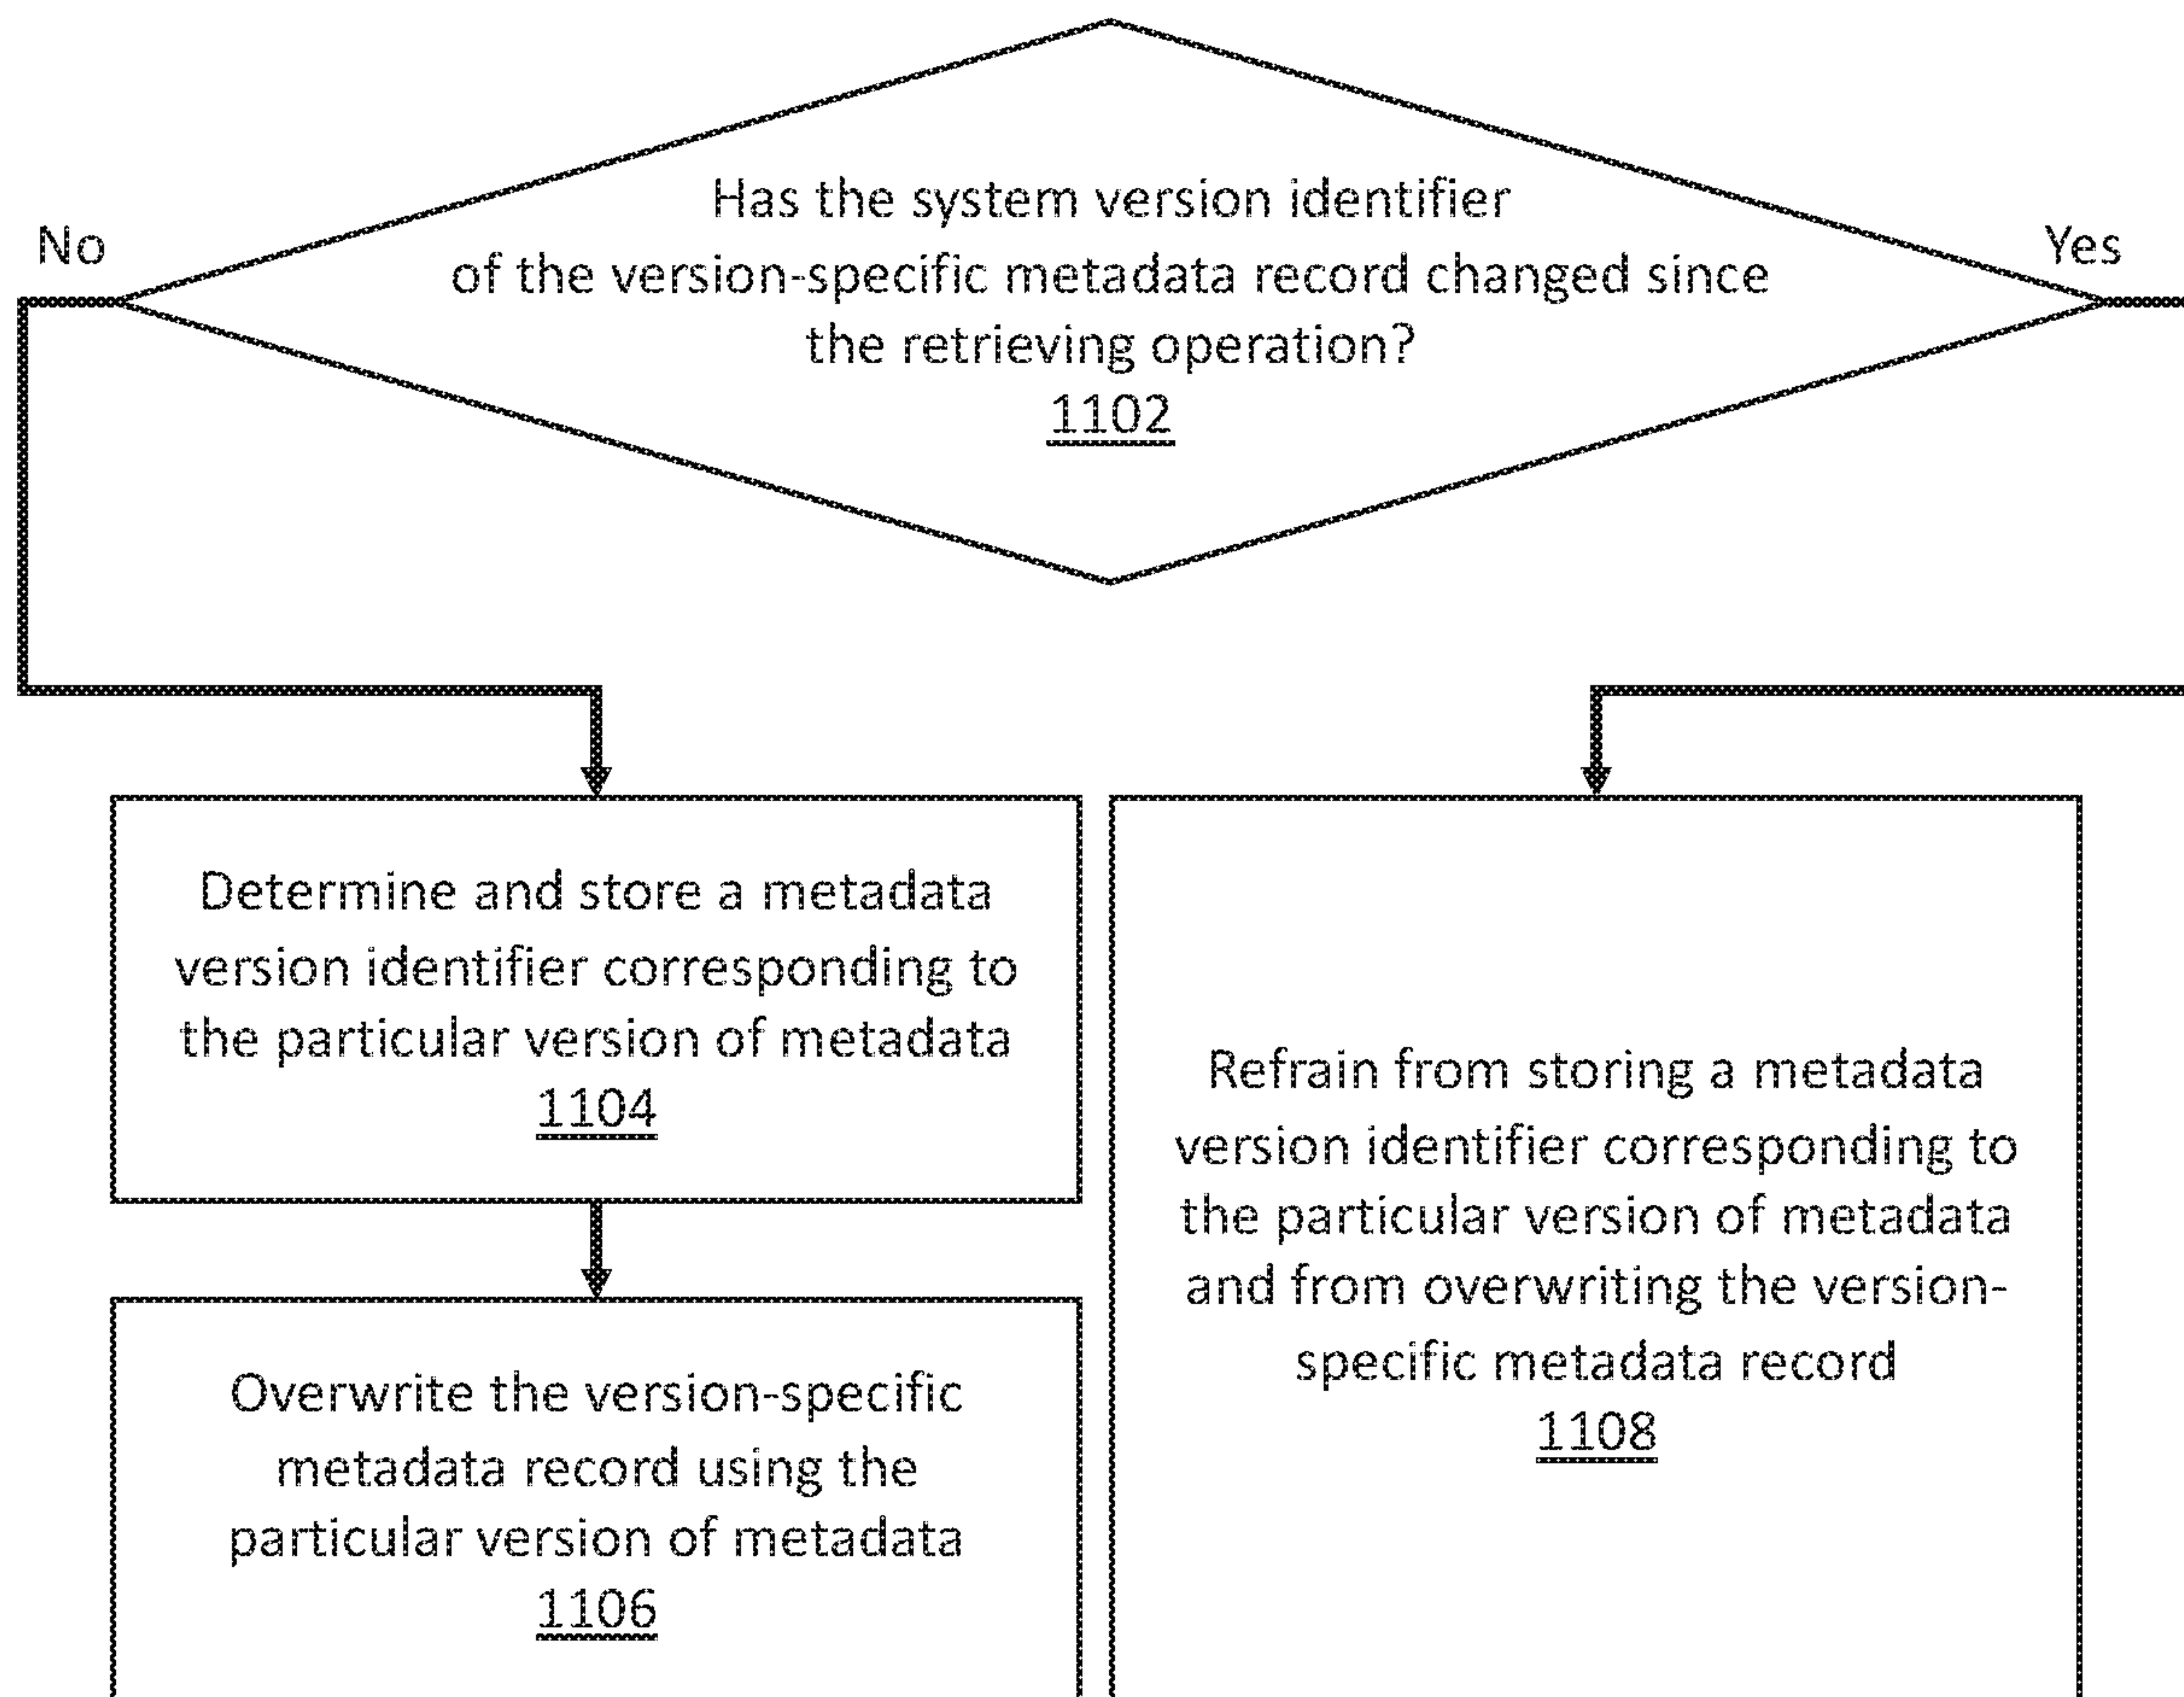 Has the system version identifier
of the version-specific metadata record changed since
the retrieving operation?
1102
No
Yes
Determine and store a metadata
version identifier corresponding to
the particular version of metadata
1104
Overwrite the version-specific
metadata record using the
particular version of metadata
1106
Refrain from storing a metadata
version identifier corresponding to
the particular version of metadata
and from overwriting the version-
specific metadata record
1108